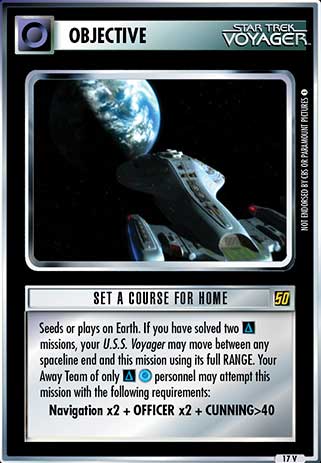 OBJECTIVE
STAR TREK
VOYAGER
NOT ENDORSED BY CBS OR PARAMOUNT PICTURES
SET A COURSE FOR HOME
50
Seeds or plays on Earth. If you have solved two Δ
missions, your U.S.S. Voyager may move between any
spaceline end and this mission using its full RANGE. Your
Away Team of only Δ personnel may attempt this
mission with the following requirements:
Navigation x2 + OFFICER x2 + CUNNING>40
17 V